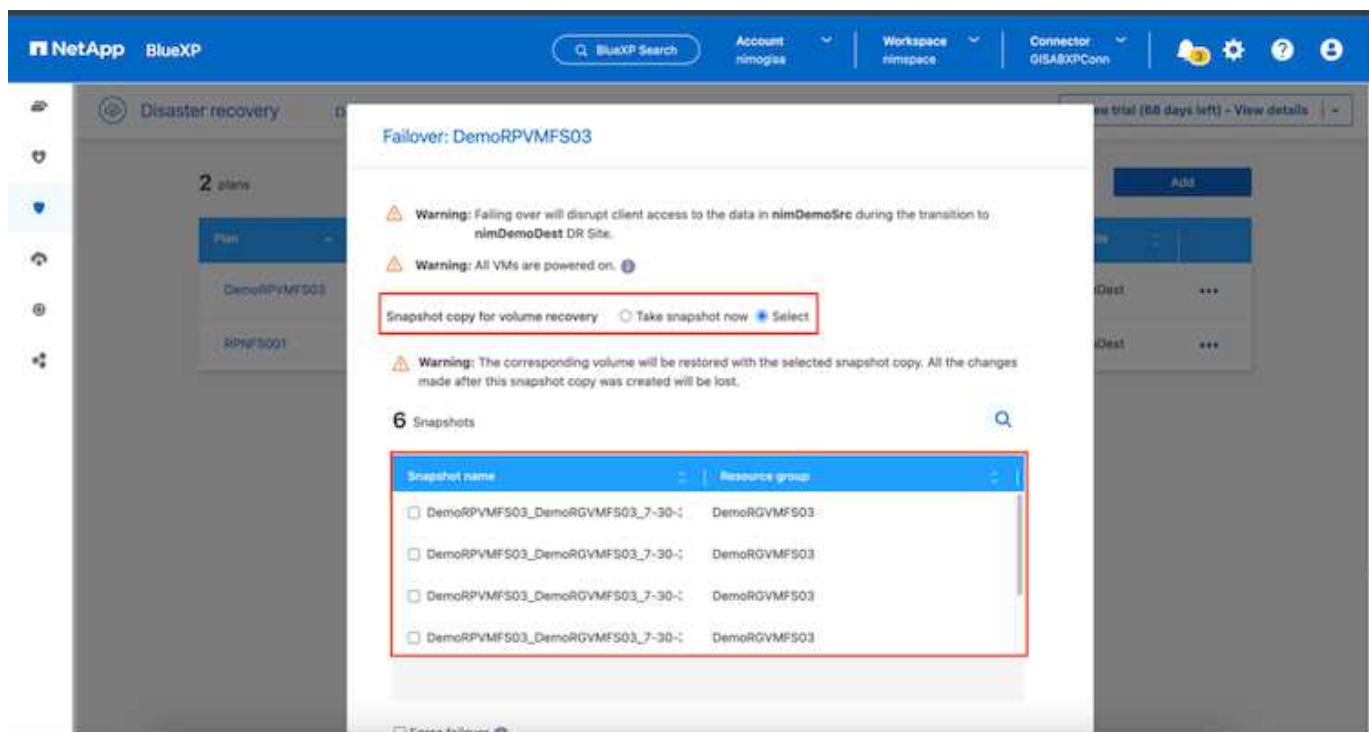 NetApp BlueXP
BlueXP Search
Account
nimogisa
Workspace
nimspace
Connector
GISABXPConn
3
Disaster recovery
trial (68 days left) - View details
Failover: DemoRPVMFS03
2 plans
Add
Warning: Failing over will disrupt client access to the data in nimDemoSrc during the transition to
nimDemoDest DR Site.
Plan
Warning: All VMs are powered on.
DemoRPVMFS03
Snapshot copy for volume recovery Take snapshot now Select
RPNFS001
Warning: The corresponding volume will be restored with the selected snapshot copy. All the changes
made after this snapshot copy was created will be lost.
6 Snapshots
Snapshot name Resource group
DemoRPVMFS03_DemoRGVMFS03_7-30- DemoRGVMFS03
DemoRPVMFS03_DemoRGVMFS03_7-30- DemoRGVMFS03
DemoRPVMFS03_DemoRGVMFS03_7-30- DemoRGVMFS03
DemoRPVMFS03_DemoRGVMFS03_7-30- DemoRGVMFS03
Force failover